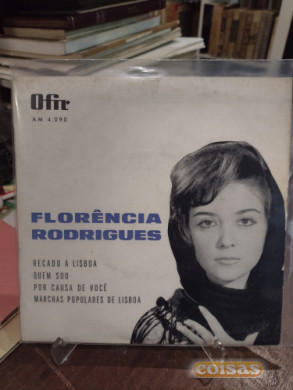 Ofir
AM 4.090
FLORÊNCIA
RODRIGUES
RECADO A LISBOA
QUEM SOU
POR CAUSA DE VOCÊ
MARCHAS POPULARES DE LISBOA
coisas